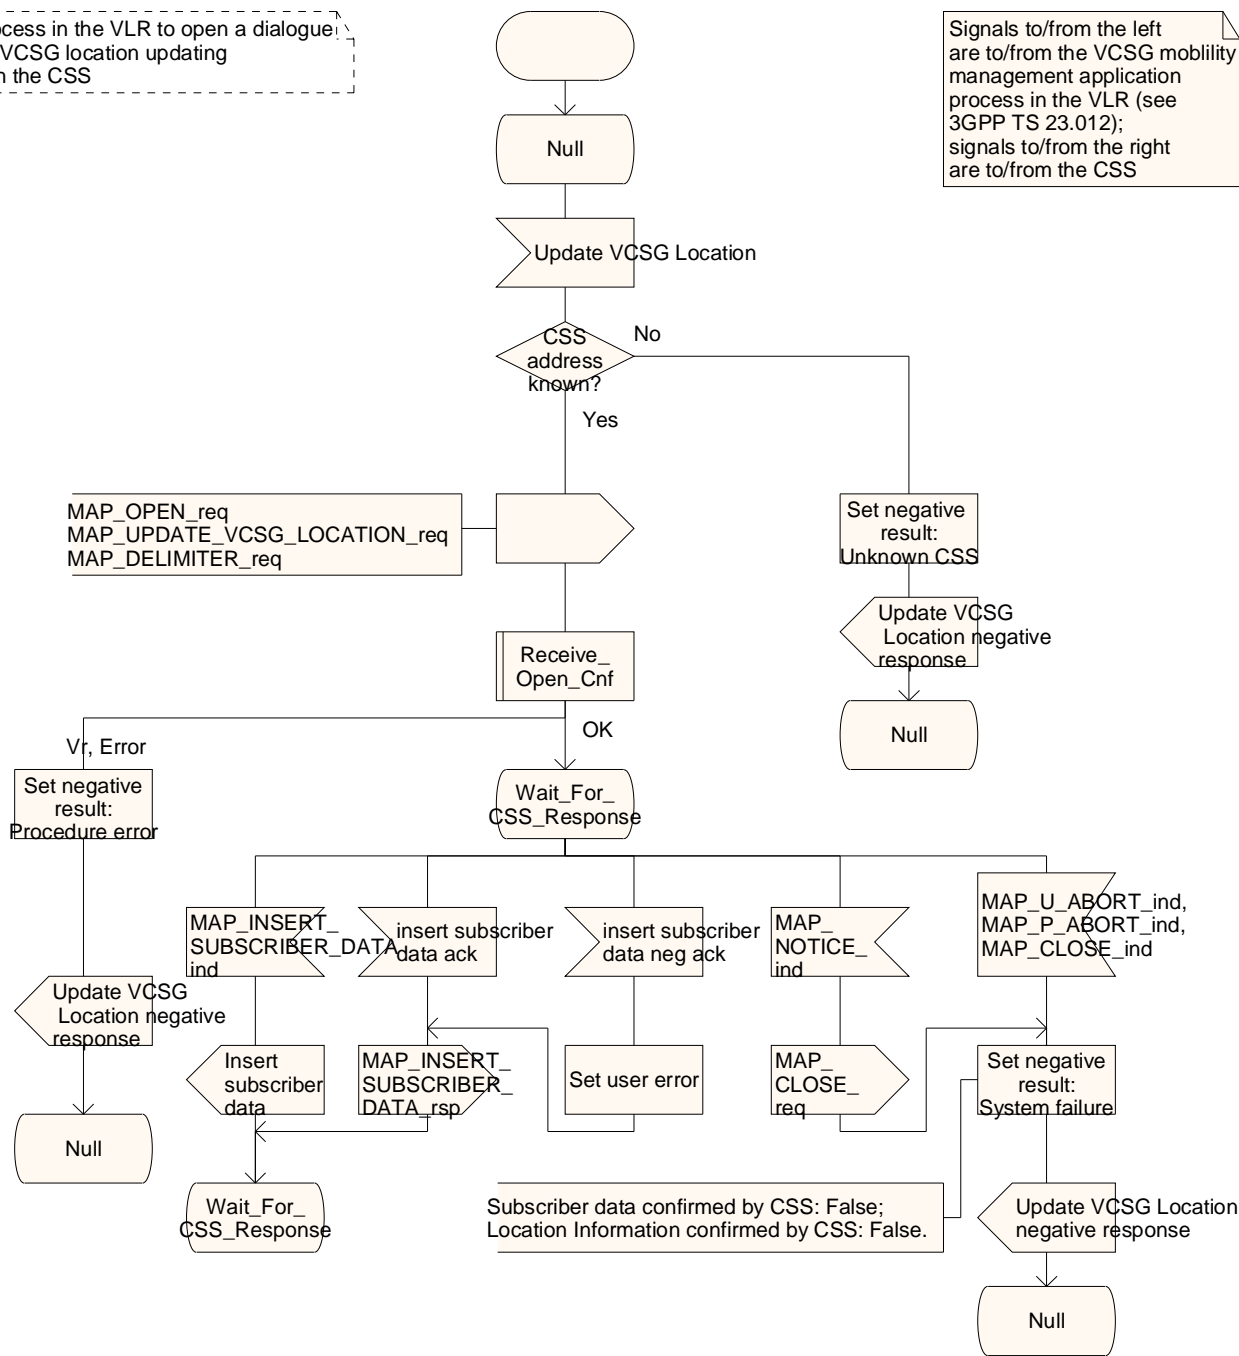 cess in the VLR to open a dialogue
VCSG location updating
the CSS
Signals to/from the left
are to/from the VCSG moblility
management application
process in the VLR (see
3GPP TS 23.012);
signals to/from the right
are to/from the CSS
Null
Update VCSG Location
CSS
address
known?
No
Yes
MAP_OPEN_req
MAP_UPDATE_VCSG_LOCATION_req
MAP_DELIMITER_req
Set negative
result:
Unknown CSS
Update VCSG
Location negative
response
Null
Receive_
Open_Cnf
OK
Vr, Error
Set negative
result:
Procedure error
Wait_For_
CSS_Response
MAP_INSERT_
SUBSCRIBER_DATA_
ind
insert subscriber
data ack
insert subscriber
data neg ack
MAP_
NOTICE_
ind
MAP_U_ABORT_ind,
MAP_P_ABORT_ind,
MAP_CLOSE_ind
Update VCSG
Location negative
response
Insert
subscriber
data
MAP_INSERT_
SUBSCRIBER_
DATA_rsp
Set user error
MAP_
CLOSE_
req
Set negative
result:
System failure
Null
Wait_For_
CSS_Response
Subscriber data confirmed by CSS: False;
Location Information confirmed by CSS: False.
Update VCSG Location
negative response
Null